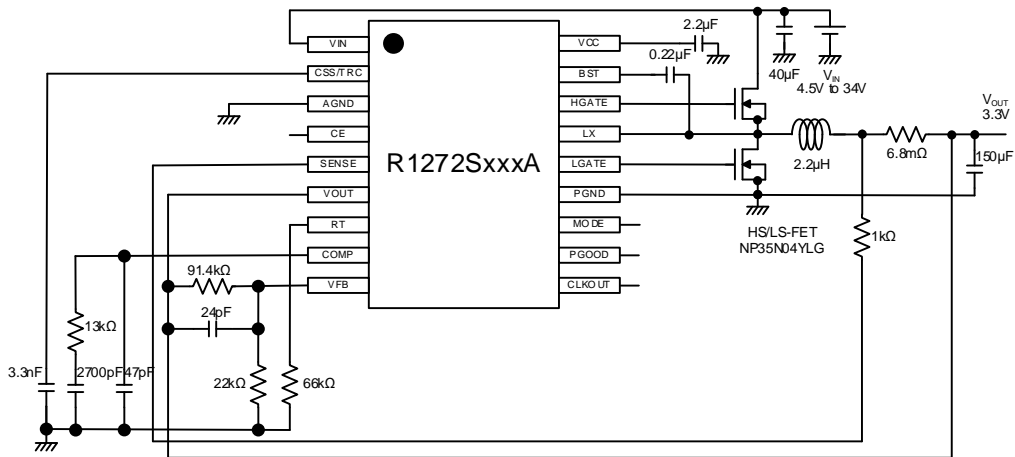 R1272SxxxA
VIN
CSS/TRC
AGND
CE
SENSE
VOUT
RT
COMP
VFB
VCC
BST
HGATE
LX
LGATE
PGND
MODE
PGOOD
CLKOUT
2.2µF
0.22µF
40µF
VIN
4.5V to 34V
VOUT
3.3V
2.2µH
6.8mΩ
150µF
HS/LS-FET
NP35N04YLG
1kΩ
91.4kΩ
24pF
13kΩ
3.3nF
2700pF
47pF
22kΩ
66kΩ